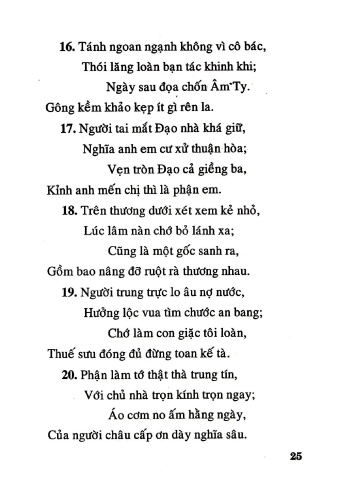 16. Tánh ngoan ngạnh không vì cô bác,
Thói lăng loàn bạn tác khinh khi;
Ngày sau đọa chốn Âm Ty.
Gông kềm khảo kẹp ít gì rên la.
17. Người tai mắt Đạo nhà khá giữ,
Nghĩa anh em cư xử thuận hòa;
Vẹn tròn Đạo cả giềng ba,
Kỉnh anh mến chị thì là phận em.
18. Trên thương dưới xét xem kẻ nhỏ,
Lúc lâm nàn chớ bỏ lánh xa;
Cũng là một gốc sanh ra,
Gồm bao nâng đỡ ruột rà thương nhau.
19. Người trung trực lo âu nợ nước,
Hưởng lộc vua tìm chước an bang;
Chớ làm con giặc tôi loàn,
Thuế sưu đóng đủ đừng toan kế tà.
20. Phận làm tớ thật thà trung tín,
Với chủ nhà trọn kính trọn ngay;
Áo cơm no ấm hằng ngày,
Của người châu cấp ơn dày nghĩa sâu.
25